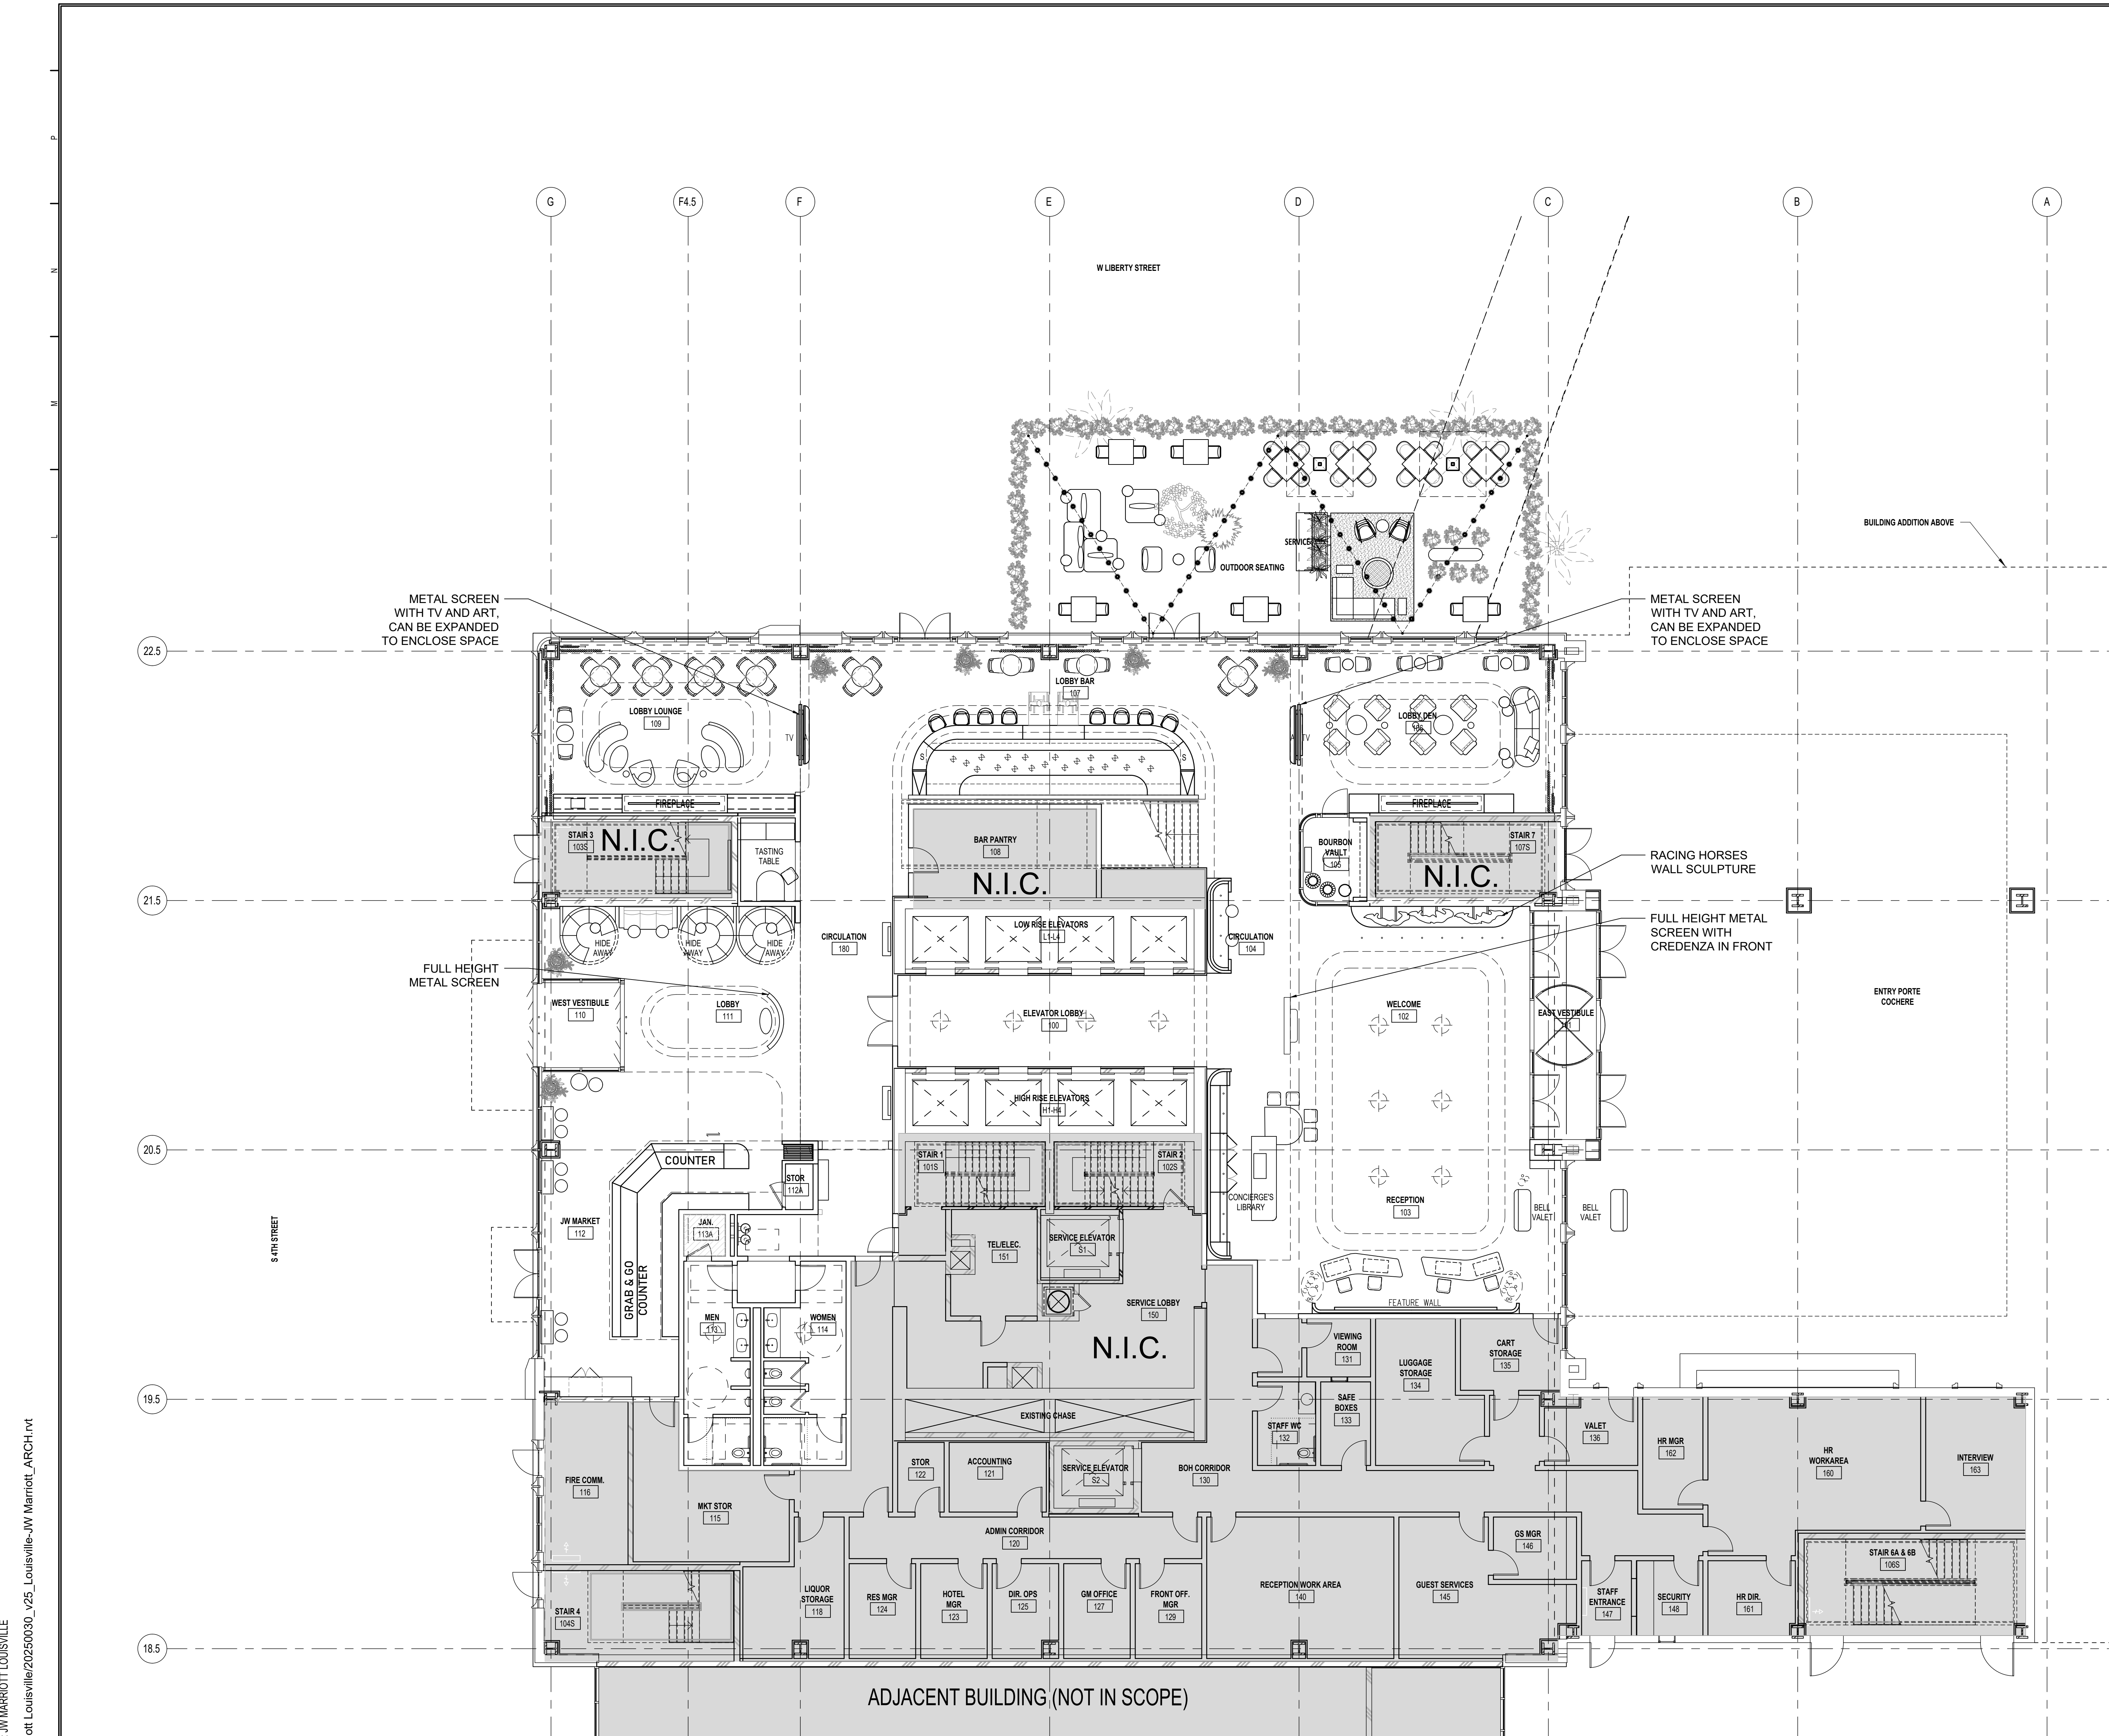 P
N
M
L
G
F4.5
F
E
D
C
B
A
W LIBERTY STREET
BUILDING ADDITION ABOVE
SERVICE
OUTDOOR SEATING
METAL SCREEN
WITH TV AND ART,
CAN BE EXPANDED
TO ENCLOSE SPACE
METAL SCREEN
WITH TV AND ART,
CAN BE EXPANDED
TO ENCLOSE SPACE
22.5
LOBBY BAR
107
LOBBY LOUNGE
109
LOBBY DEN
106
TV
A
A
TV
S
S
FIREPLACE
FIREPLACE
STAIR 3
103S
N.I.C.
TASTING
TABLE
BAR PANTRY
108
N.I.C.
BOURBON
VAULT
105
STAIR 7
107S
N.I.C.
RACING HORSES
WALL SCULPTURE
21.5
FULL HEIGHT METAL
SCREEN WITH
CREDENZA IN FRONT
HIDE
AWAY
HIDE
AWAY
HIDE
AWAY
CIRCULATION
180
LOW RISE ELEVATORS
L1-L4
CIRCULATION
104
FULL HEIGHT
METAL SCREEN
WEST VESTIBULE
110
LOBBY
111
ELEVATOR LOBBY
100
WELCOME
102
EAST VESTIBULE
101
ENTRY PORTE
COCHERE
HIGH RISE ELEVATORS
H1-H4
20.5
COUNTER
STOR
112A
STAIR 1
101S
STAIR 2
102S
CONCIERGE'S
LIBRARY
RECEPTION
103
BELL
VALET
BELL
VALET
S 4TH STREET
JW MARKET
112
JAN.
113A
GRAB & GO
COUNTER
TEL/ELEC.
151
SERVICE ELEVATOR
S1
SERVICE LOBBY
150
N.I.C.
FEATURE WALL
MEN
113
WOMEN
114
VIEWING
ROOM
131
LUGGAGE
STORAGE
134
CART
STORAGE
135
19.5
EXISTING CHASE
SAFE
BOXES
133
STAFF WC
132
VALET
136
HR MGR
162
HR
WORKAREA
160
INTERVIEW
163
FIRE COMM.
116
MKT STOR
115
STOR
122
ACCOUNTING
121
SERVICE ELEVATOR
S2
BOH CORRIDOR
130
ADMIN CORRIDOR
120
GS MGR
146
STAIR 6A & 6B
106S
STAIR 4
104S
LIQUOR
STORAGE
118
RES MGR
124
HOTEL
MGR
123
DIR. OPS
125
GM OFFICE
127
FRONT OFF.
MGR
129
RECEPTION WORK AREA
140
GUEST SERVICES
145
STAFF
ENTRANCE
147
SECURITY
148
HR DIR.
161
18.5
ADJACENT BUILDING (NOT IN SCOPE)
JW MARRIOTT LOUISVILLE
ott Louisville/20250030_v25_Louisville-JW Marriott_ARCH.rvt